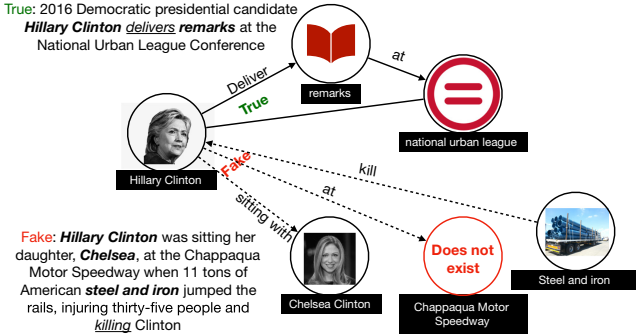 True: 2016 Democratic presidential candidate
Hillary Clinton delivers remarks at the
National Urban League Conference
Deliver
at
remarks
True
national urban league
Hillary Clinton
Fake
kill
at
sitting with
Fake: Hillary Clinton was sitting her
daughter, Chelsea, at the Chappaqua
Motor Speedway when 11 tons of
American steel and iron jumped the
rails, injuring thirty-five people and
killing Clinton
Chelsea Clinton
Does not
exist
Chappaqua Motor
Speedway
Steel and iron